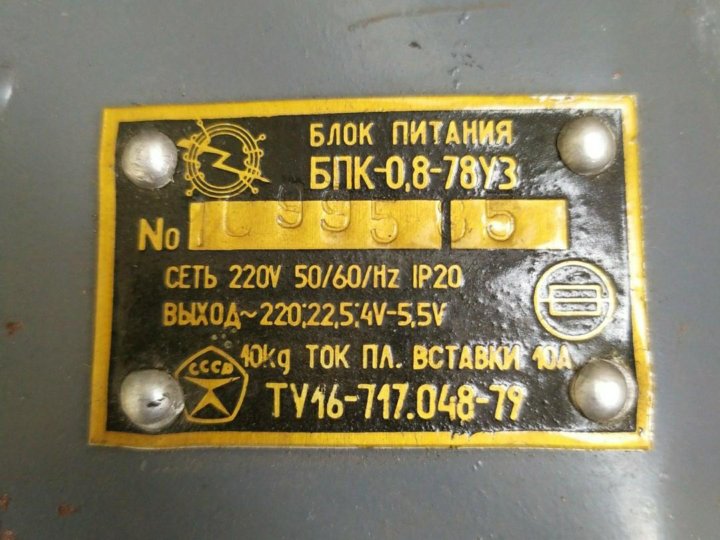 БЛОК ПИТАНИЯ
БПК-0,8-78У3
No 995 85
СЕТЬ 220V 50/60/Hz IP20
ВЫХОД~220;22,5;4V-5,5V
10kg ТОК ПЛ. ВСТАВКИ 10А
СССР
ТУ16-717.048-79